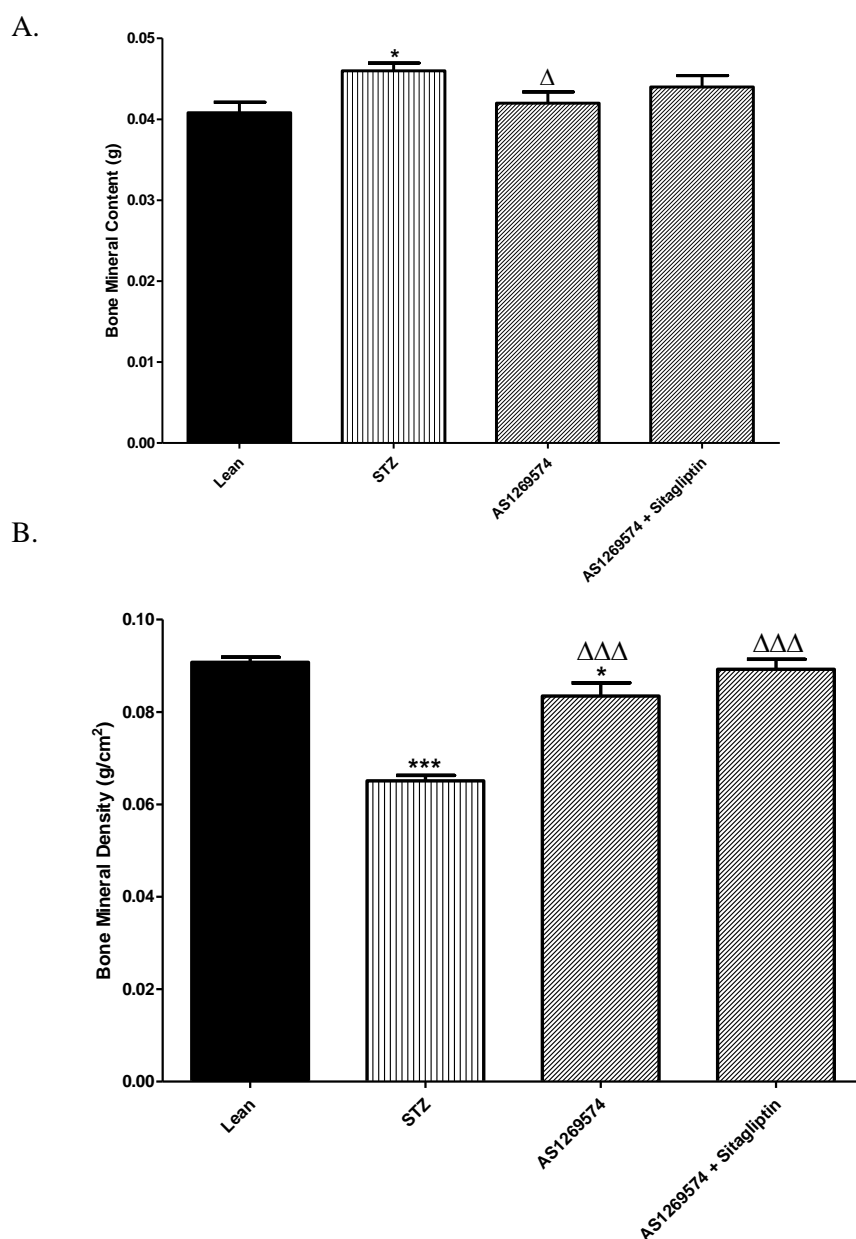 A.
Bone Mineral Content (g)
0.05
0.04
0.03
0.02
0.01
0.00
*
Δ
Lean
STZ
AS1269574
AS1269574 + Sitagliptin
B.
Bone Mineral Density (g/cm²)
0.10
0.08
0.06
0.04
0.02
0.00
***
ΔΔΔ
*
ΔΔΔ
Lean
STZ
AS1269574
AS1269574 + Sitagliptin